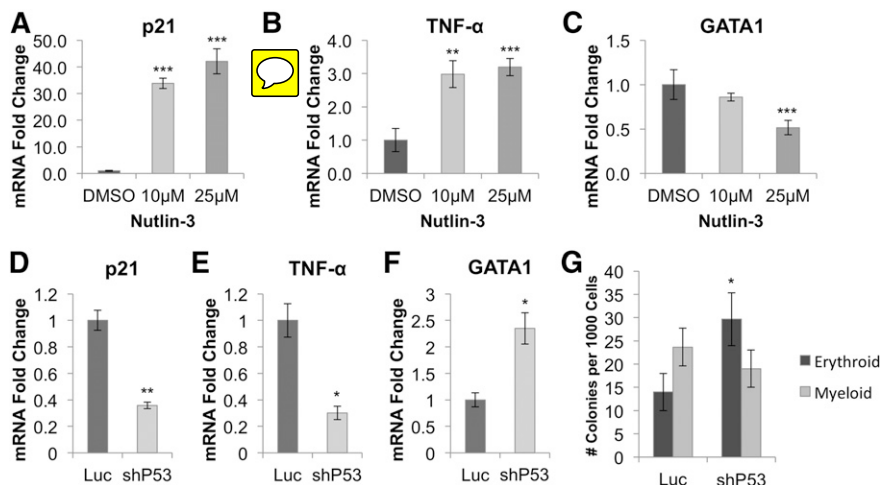 A
p21
mRNA Fold Change
50.0
40.0
30.0
20.0
10.0
0.0
***
***
DMSO 10µM 25µM
Nutlin-3
B
TNF-α
mRNA Fold Change
4.0
3.0
2.0
1.0
0.0
**
***
DMSO 10µM 25µM
Nutlin-3
C
GATA1
mRNA Fold Change
1.5
1.0
0.5
0.0
***
DMSO 10µM 25µM
Nutlin-3
D
p21
mRNA Fold Change
1.2
1
0.8
0.6
0.4
0.2
0
**
Luc shP53
E
TNF-α
mRNA Fold Change
1.2
1
0.8
0.6
0.4
0.2
0
*
Luc shP53
F
GATA1
mRNA Fold Change
3
2.5
2
1.5
1
0.5
0
*
Luc shP53
G
# Colonies per 1000 Cells
40
35
30
25
20
15
10
5
0
*
Luc shP53
Erythroid
Myeloid